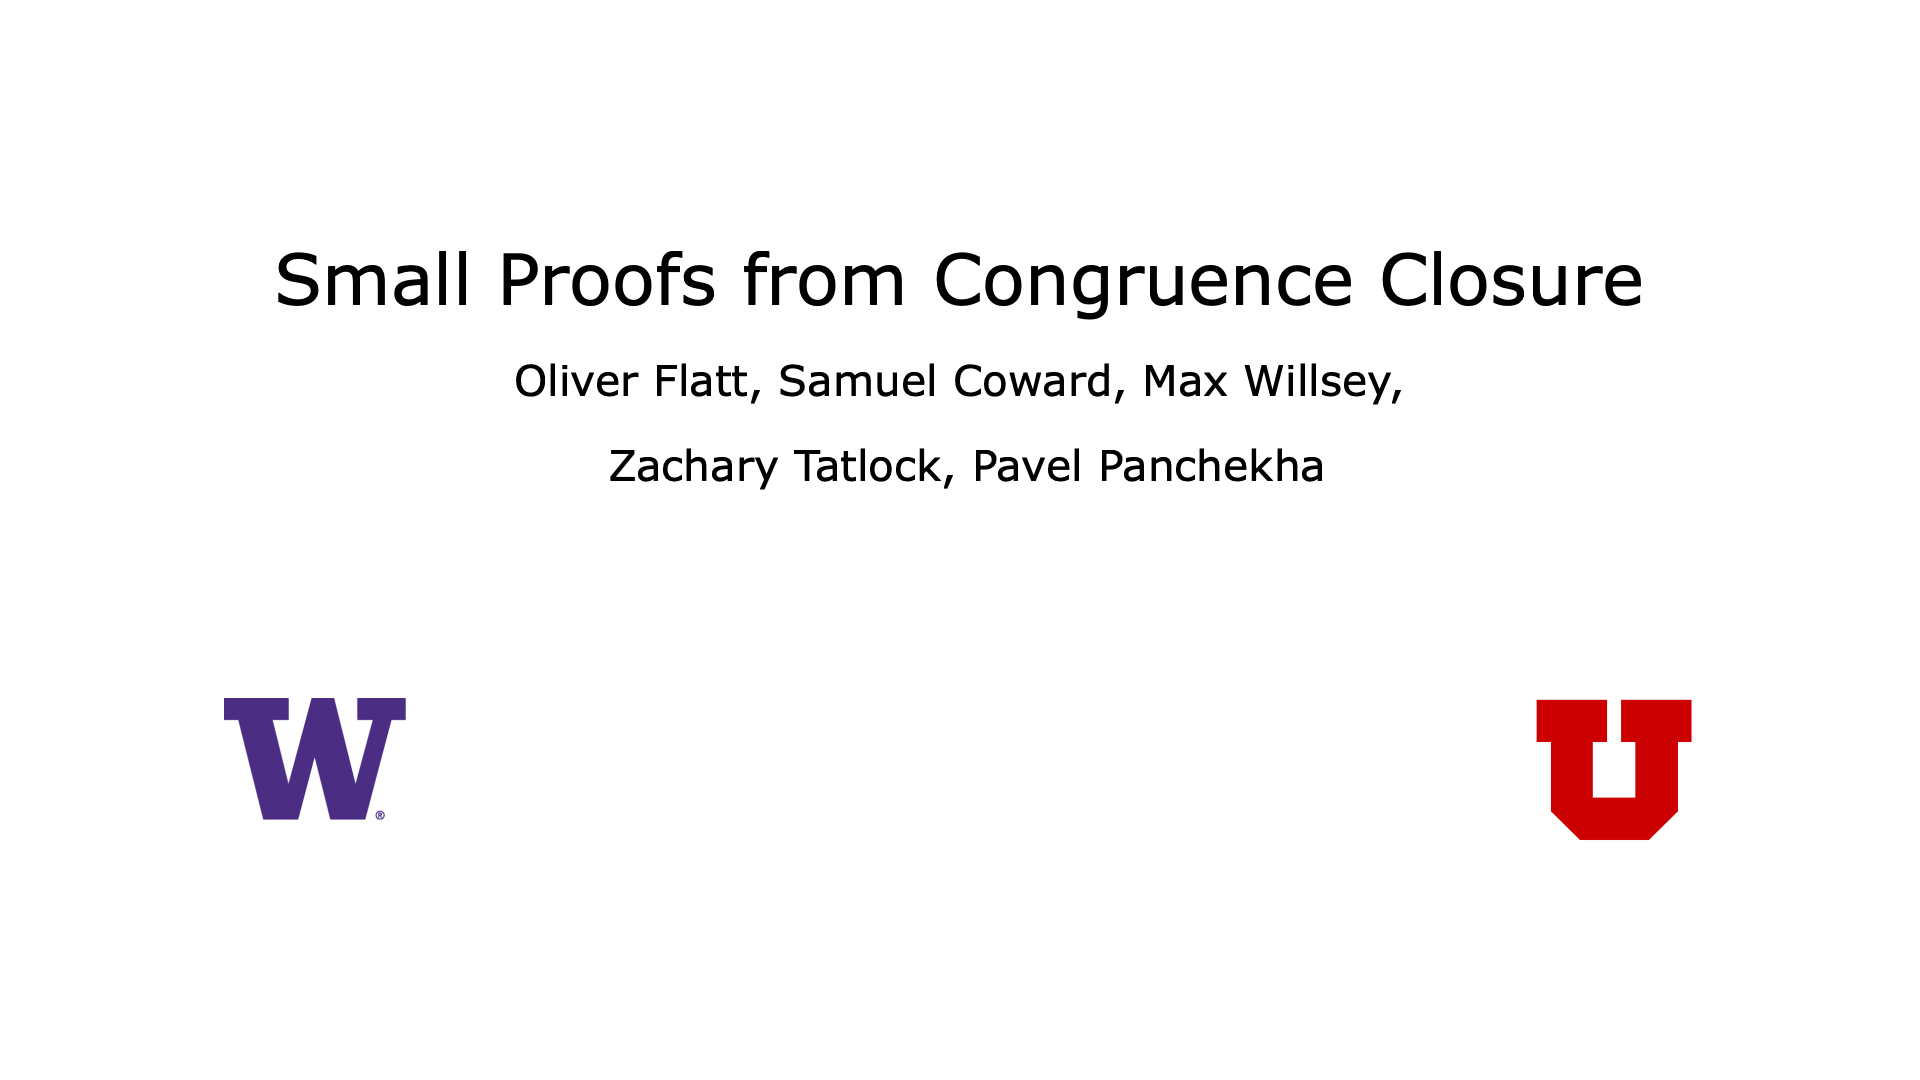 Small Proofs from Congruence Closure
Oliver Flatt, Samuel Coward, Max Willsey,
Zachary Tatlock, Pavel Panchekha
W®
U